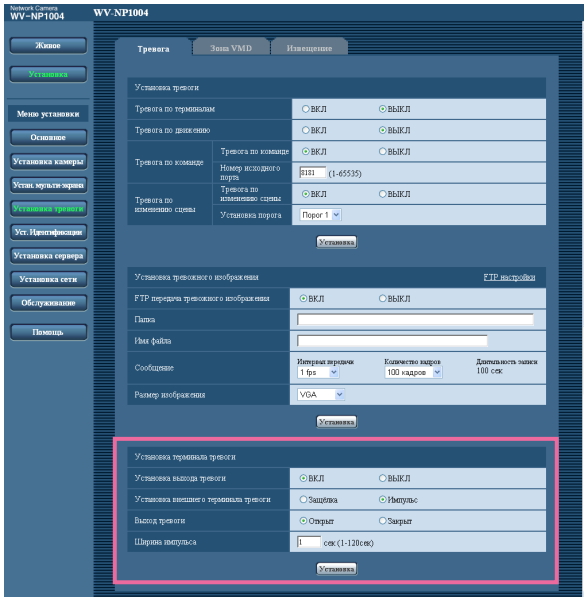 Network Camera
WV-NP1004
WV-NP1004
Живое
Установка
Меню установки
Основное
Установка камеры
Устан. мульти-экрана
Установка тревоги
Уст. Идентификации
Установка сервера
Установка сети
Обслуживание
Помощь
Тревога Зона VMD Извещение
Установка тревоги
Тревога по терминалам ВКЛ ВЫКЛ
Тревога по движению ВКЛ ВЫКЛ
Тревога по команде Тревога по команде ВКЛ ВЫКЛ
Номер исходного порта 8181 (1-65535)
Тревога по изменению сцены Тревога по изменению сцены ВКЛ ВЫКЛ
Установка порога Порог 1
Установка
Установка тревожного изображения FTP настройки
FTP передача тревожного изображения ВКЛ ВЫКЛ
Папка
Имя файла
Сообщение Интервал передачи Количество кадров Длительность записи
1 fps 100 кадров 100 сек
Размер изображения VGA
Установка
Установка терминала тревоги
Установка выхода тревоги ВКЛ ВЫКЛ
Установка внешнего терминала тревоги Защёлка Импульс
Выход тревоги Открыт Закрыт
Ширина импульса 1 сек (1-120сек)
Установка